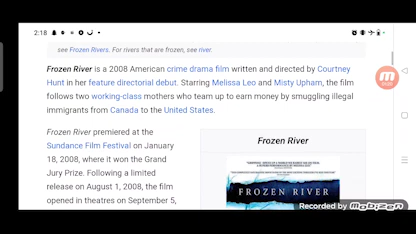 2:18
see Frozen Rivers. For rivers that are frozen, see river.
Frozen River is a 2008 American crime drama film written and directed by Courtney
Hunt in her feature directorial debut. Starring Melissa Leo and Misty Upham, the film
follows two working-class mothers who team up to earn money by smuggling illegal
immigrants from Canada to the United States.
Frozen River premiered at the
Sundance Film Festival on January
18, 2008, where it won the Grand
Jury Prize. Following a limited
release on August 1, 2008, the film
opened in theatres on September 5,
Frozen River
FROZEN RIVER
Recorded by Mobizen